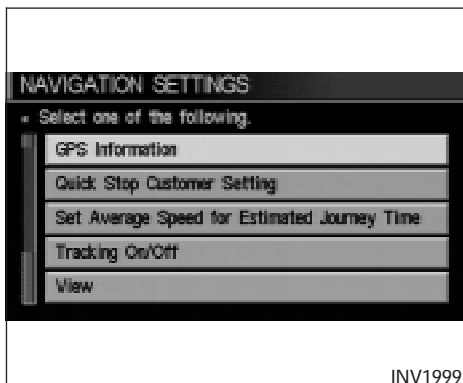 NAVIGATION SETTINGS
Select one of the following.
GPS Information
Quick Stop Customer Setting
Set Average Speed for Estimated Journey Time
Tracking On/Off
View
INV1999